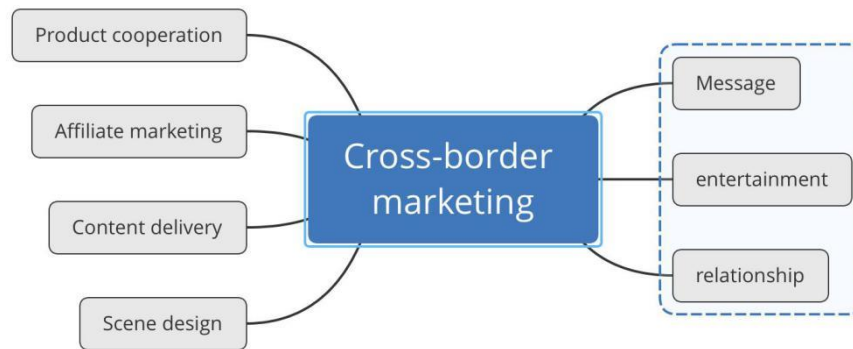 Product cooperation
Affiliate marketing
Content delivery
Scene design
Cross-border
marketing
Message
entertainment
relationship